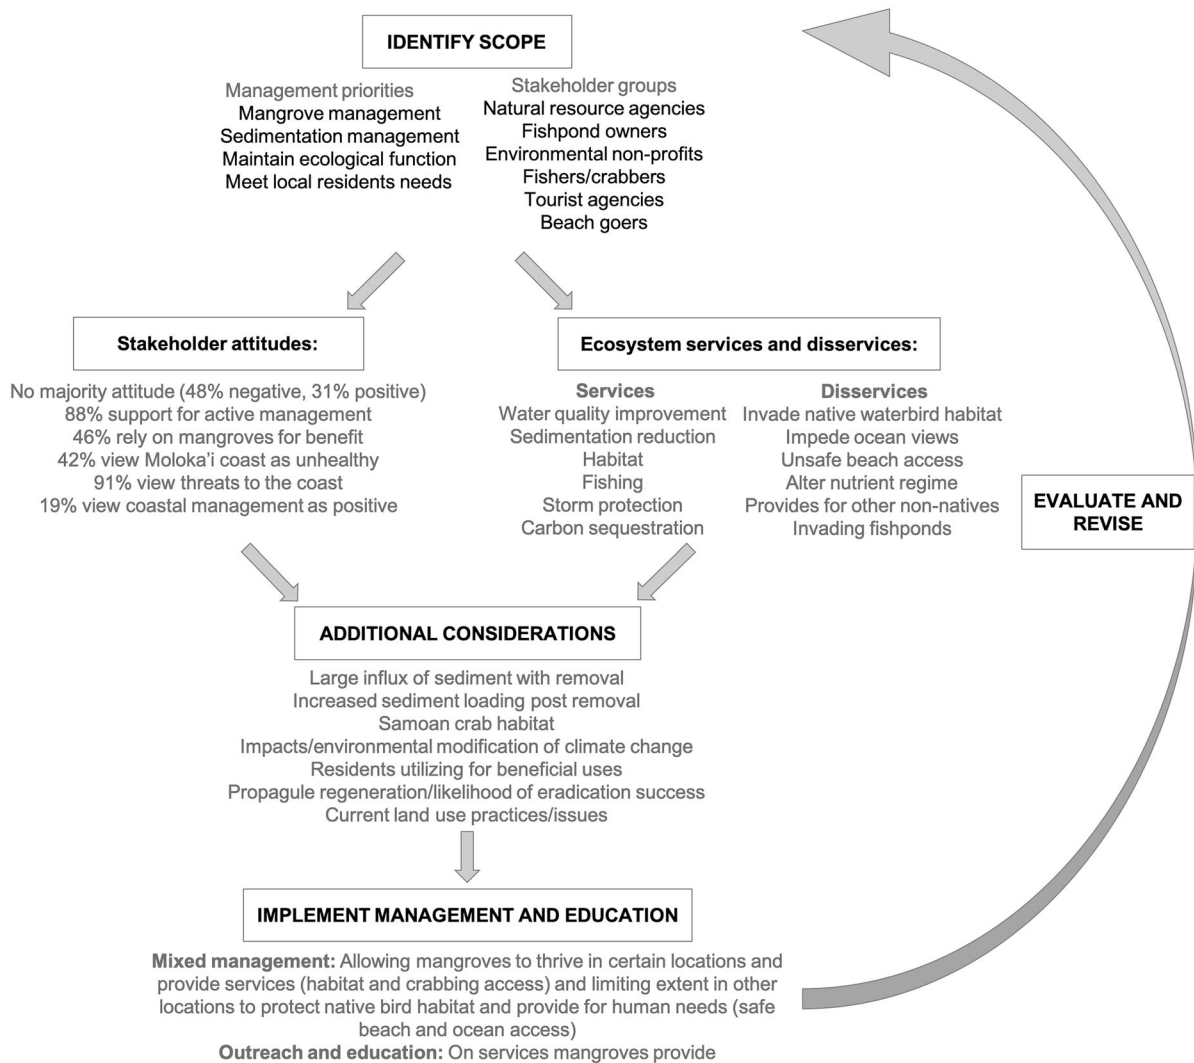 IDENTIFY SCOPE
Management priorities
Mangrove management
Sedimentation management
Maintain ecological function
Meet local residents needs
Stakeholder groups
Natural resource agencies
Fishpond owners
Environmental non-profits
Fishers/crabbers
Tourist agencies
Beach goers
Stakeholder attitudes:
No majority attitude (48% negative, 31% positive)
88% support for active management
46% rely on mangroves for benefit
42% view Moloka'i coast as unhealthy
91% view threats to the coast
19% view coastal management as positive
Ecosystem services and disservices:
Services
Water quality improvement
Sedimentation reduction
Habitat
Fishing
Storm protection
Carbon sequestration
Disservices
Invade native waterbird habitat
Impede ocean views
Unsafe beach access
Alter nutrient regime
Provides for other non-natives
Invading fishponds
EVALUATE AND
REVISE
ADDITIONAL CONSIDERATIONS
Large influx of sediment with removal
Increased sediment loading post removal
Samoan crab habitat
Impacts/environmental modification of climate change
Residents utilizing for beneficial uses
Propagule regeneration/likelihood of eradication success
Current land use practices/issues
IMPLEMENT MANAGEMENT AND EDUCATION
Mixed management: Allowing mangroves to thrive in certain locations and
provide services (habitat and crabbing access) and limiting extent in other
locations to protect native bird habitat and provide for human needs (safe
beach and ocean access)
Outreach and education: On services mangroves provide